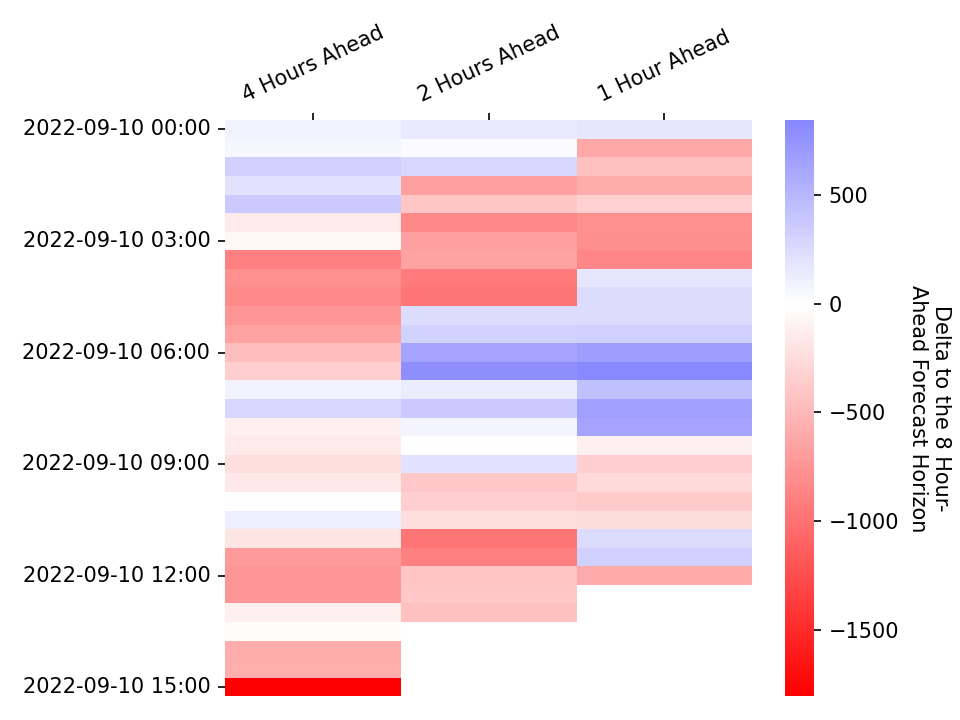 4 Hours Ahead
2 Hours Ahead
1 Hour Ahead
2022-09-10 00:00
2022-09-10 03:00
2022-09-10 06:00
2022-09-10 09:00
2022-09-10 12:00
2022-09-10 15:00
500
0
−500
−1000
−1500
Delta to the 8 Hour-
Ahead Forecast Horizon